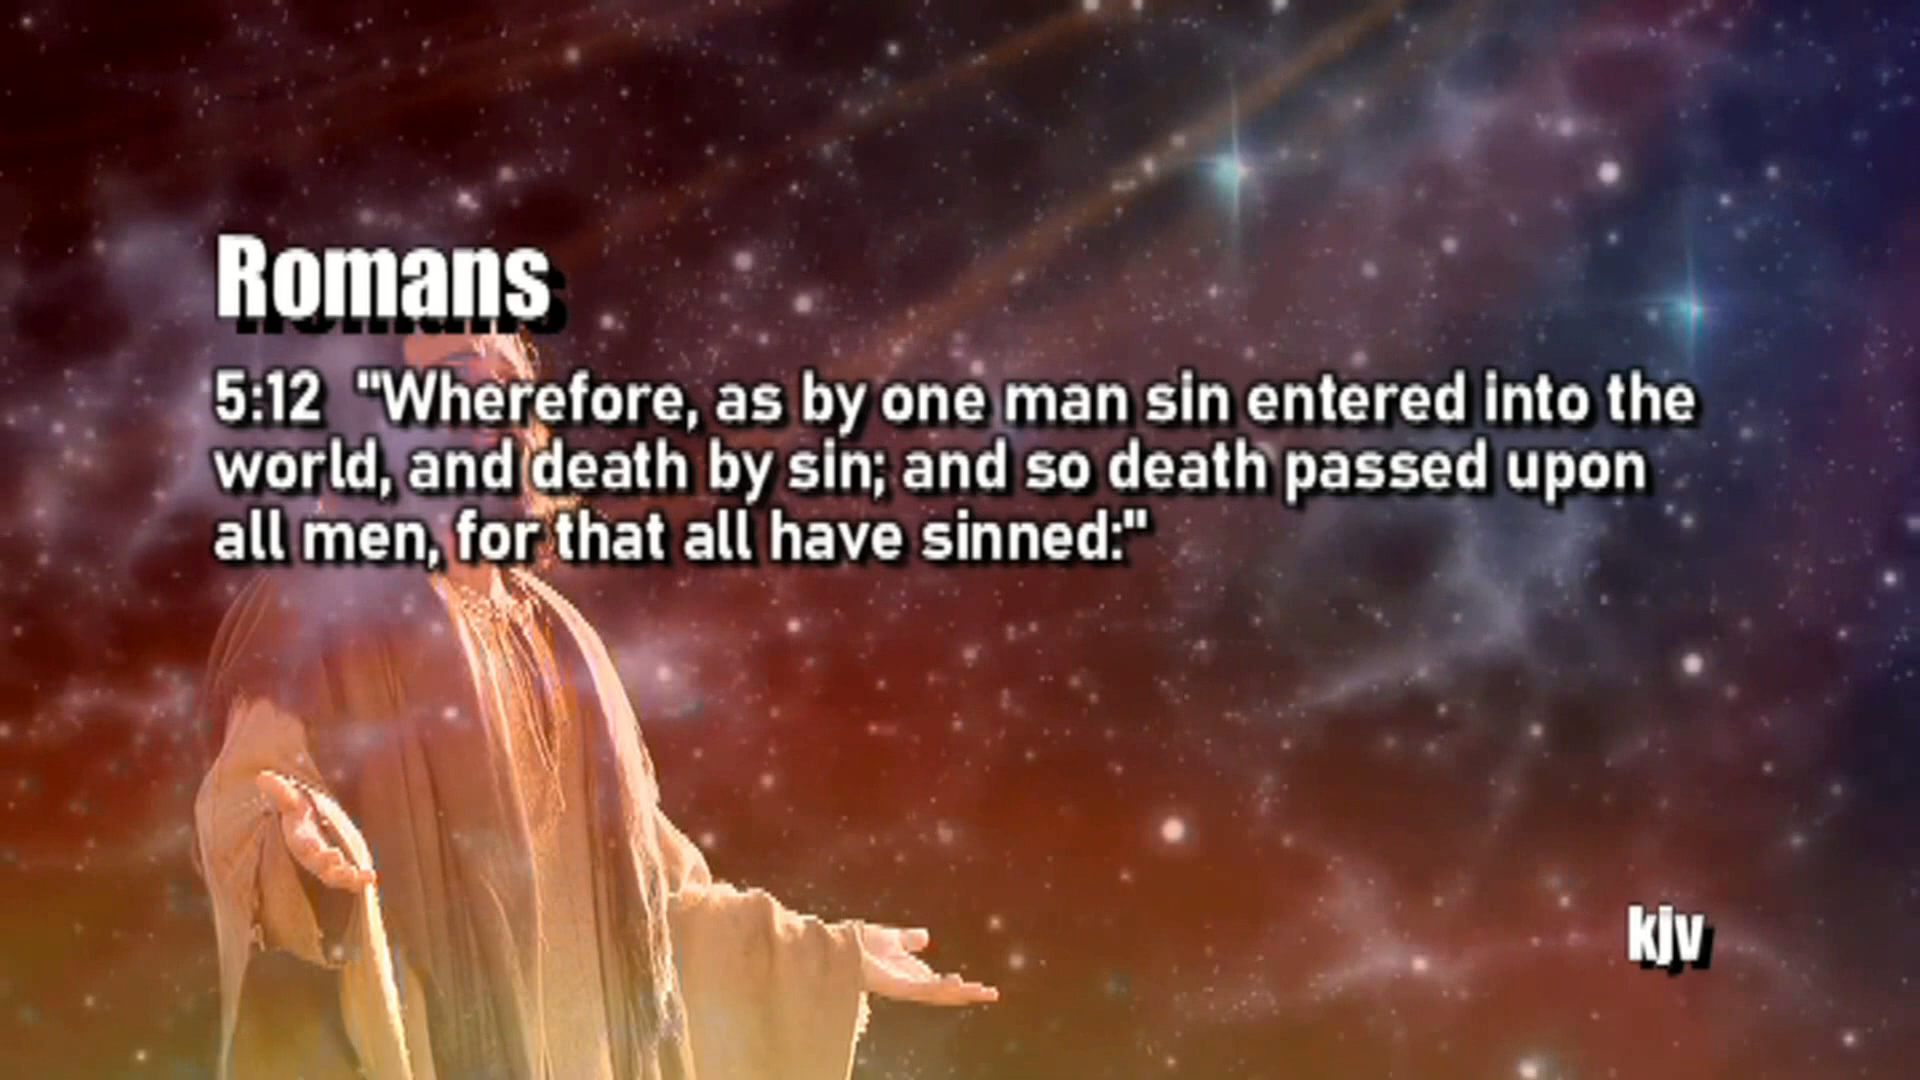 Romans
5:12 "Wherefore, as by one man sin entered into the
world, and death by sin; and so death passed upon
all men, for that all have sinned:"
kjv